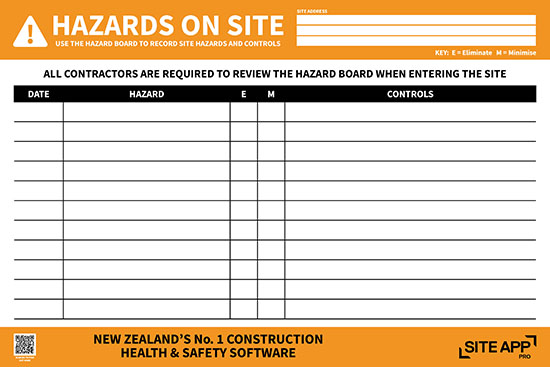 HAZARDS ON SITE
USE THE HAZARD BOARD TO RECORD SITE HAZARDS AND CONTROLS
SITE ADDRESS
KEY: E = Eliminate M = Minimise
ALL CONTRACTORS ARE REQUIRED TO REVIEW THE HAZARD BOARD WHEN ENTERING THE SITE
DATE HAZARD E M CONTROLS
NEW ZEALAND'S No. 1 CONSTRUCTION
HEALTH & SAFETY SOFTWARE
SITE APP
PRO